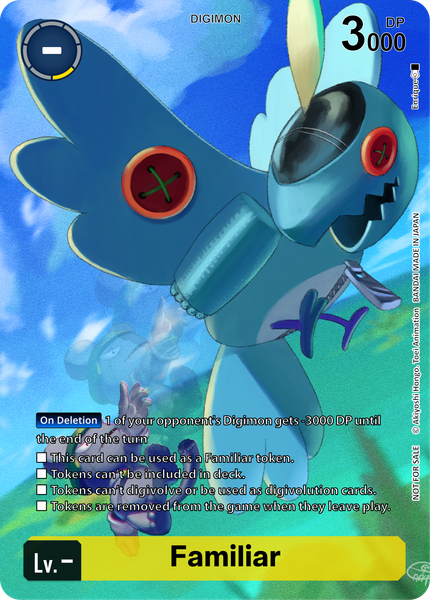 DIGIMON
DP
3000
-
Enrique
On Deletion 1 of your opponent's Digimon gets -3000 DP until
the end of the turn
□ This card can be used as a Familiar token.
□ Tokens can't be included in deck.
□ Tokens can't digivolve or be used as digivolution cards.
□ Tokens are removed from the game when they leave play.
NOT FOR SALE © Akiyoshi Hongo, Toei Animation BANDAI MADE IN JAPAN
Lv.-
Familiar